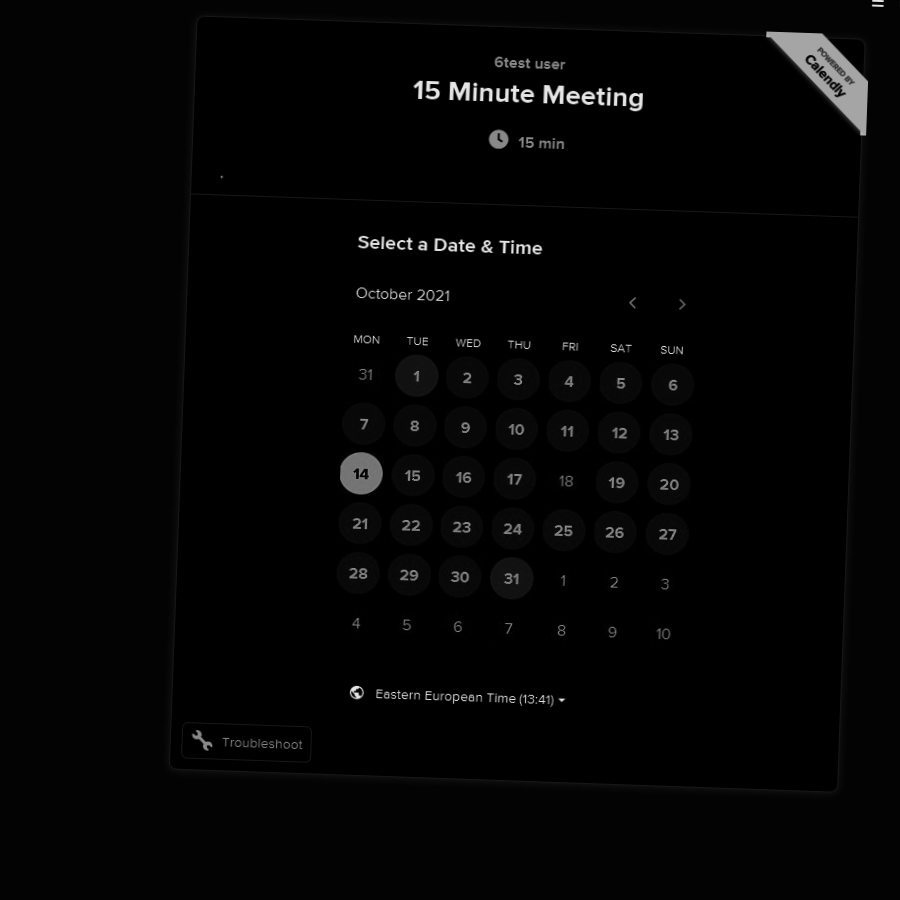 POWERED BY
Calendly
6test user
15 Minute Meeting
15 min
Select a Date & Time
October 2021
MON TUE WED THU FRI SAT SUN
31 1 2 3 4 5 6
7 8 9 10 11 12 13
14 15 16 17 18 19 20
21 22 23 24 25 26 27
28 29 30 31 1 2 3
4 5 6 7 8 9 10
Eastern European Time (13:41)
Troubleshoot